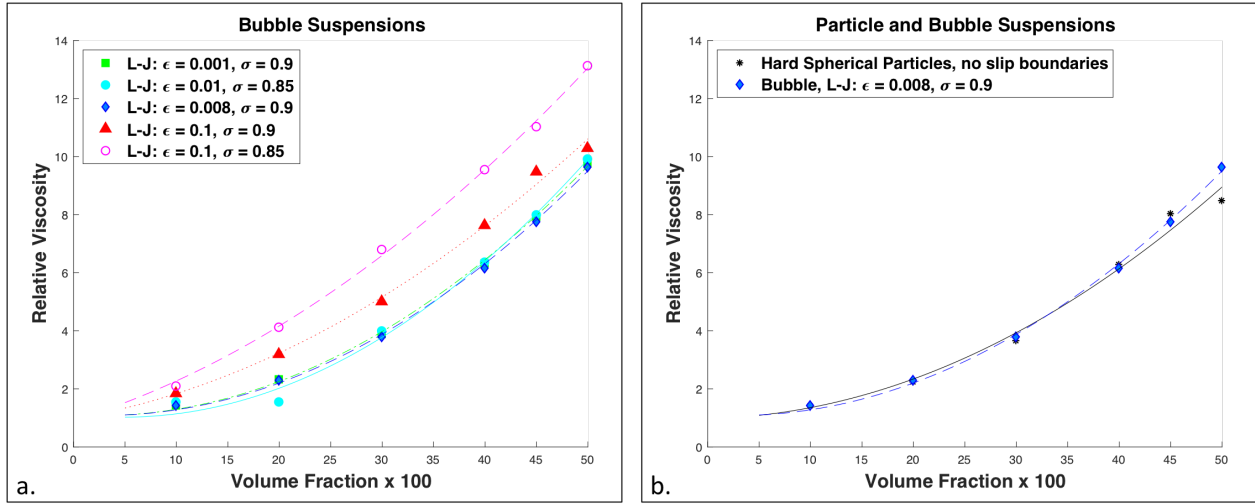 Bubble Suspensions
14
12
10
8
6
4
2
0
Relative Viscosity
L-J: ϵ = 0.001, σ = 0.9
L-J: ϵ = 0.01, σ = 0.85
L-J: ϵ = 0.008, σ = 0.9
L-J: ϵ = 0.1, σ = 0.9
L-J: ϵ = 0.1, σ = 0.85
0 5 10 15 20 25 30 35 40 45 50
Volume Fraction x 100
a.
Particle and Bubble Suspensions
14
12
10
8
6
4
2
0
Relative Viscosity
Hard Spherical Particles, no slip boundaries
Bubble, L-J: ϵ = 0.008, σ = 0.9
0 5 10 15 20 25 30 35 40 45 50
Volume Fraction x 100
b.